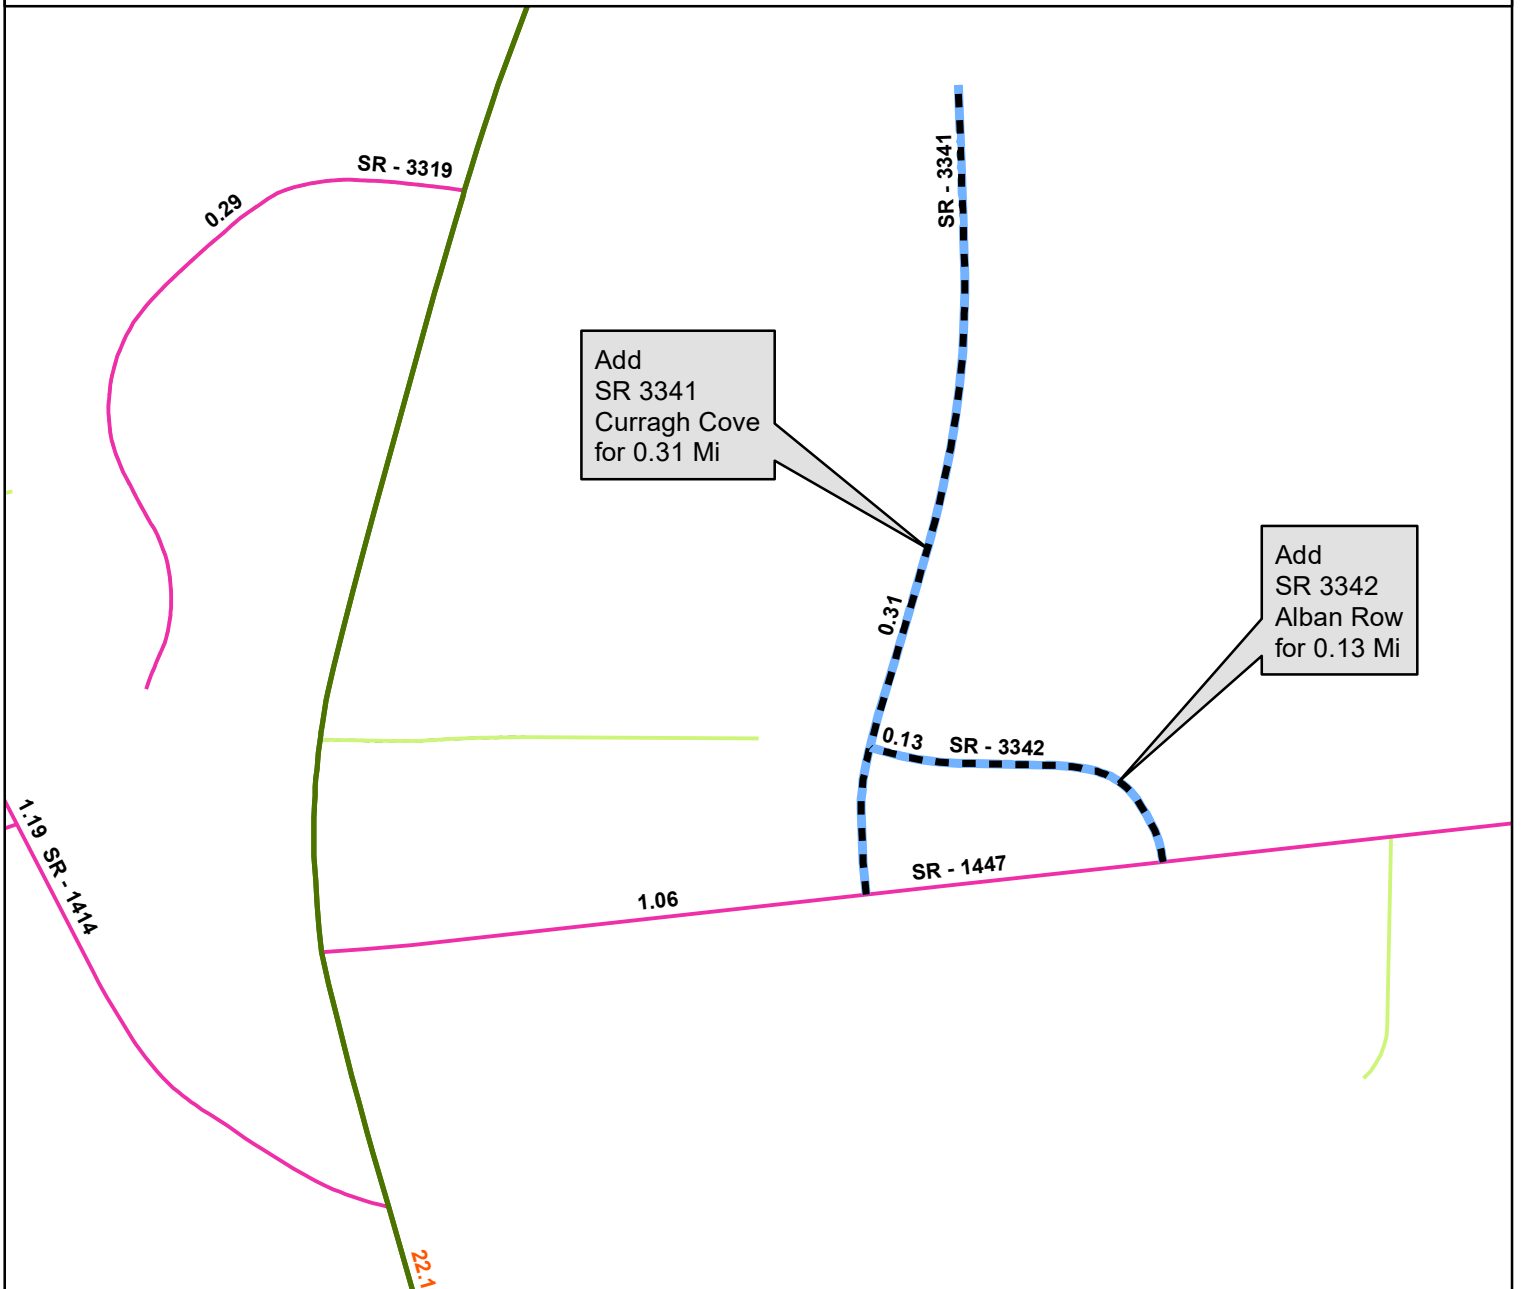 SR - 3341
SR - 3319
0.29
Add
SR 3341
Curragh Cove
for 0.31 Mi
Add
SR 3342
Alban Row
for 0.13 Mi
0.31
0.13
SR - 3342
1.19 SR - 1414
SR - 1447
1.06
22.1